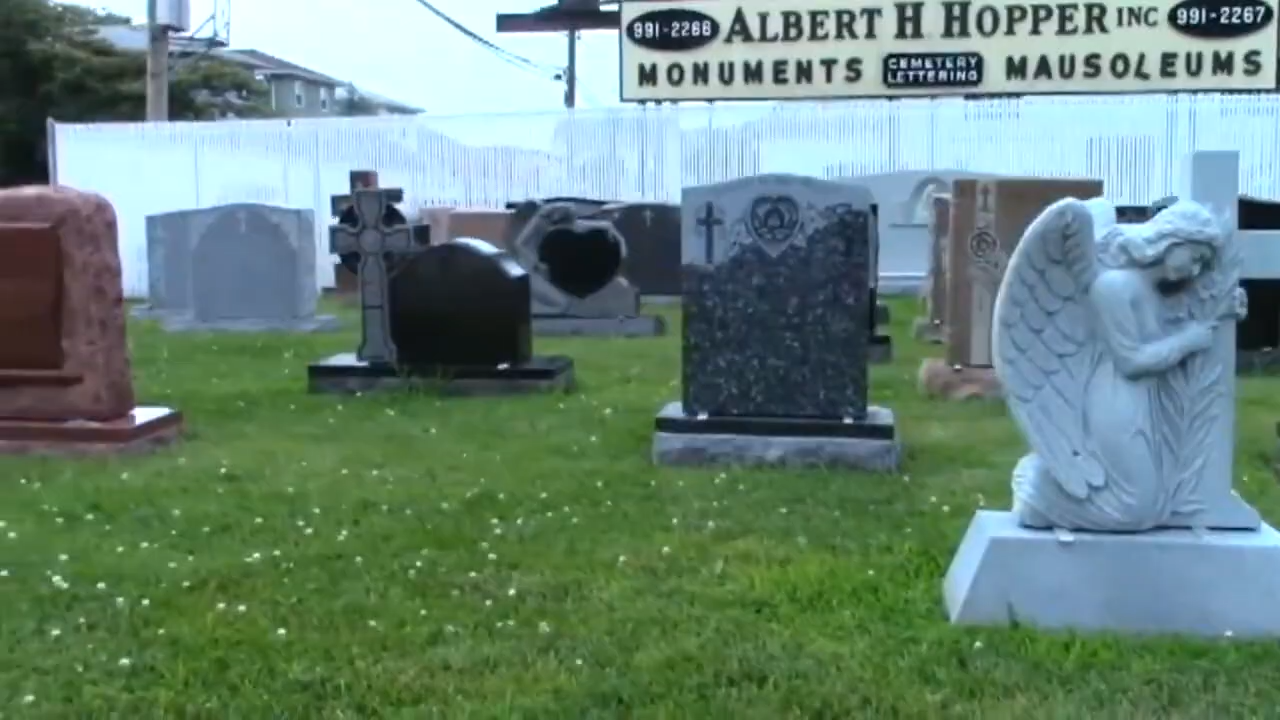 991-2266 ALBERT H HOPPER INC 991-2267
MONUMENTS CEMETERY LETTERING MAUSOLEUMS